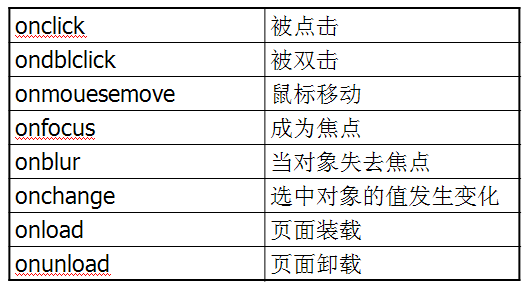 onclick 被点击
ondblclick 被双击
onmouesemove 鼠标移动
onfocus 成为焦点
onblur 当对象失去焦点
onchange 选中对象的值发生变化
onload 页面装载
onunload 页面卸载